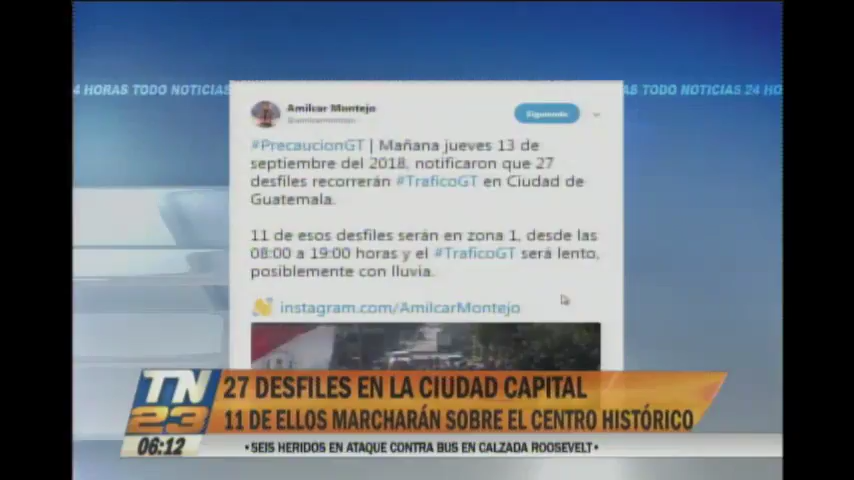 4 HORAS TODO NOTICIAS
AS TODO NOTICIAS 24 HO
Amilcar Montejo
Siguiendo
#PrecaucionGT | Mañana jueves 13 de
septiembre del 2018, notificaron que 27
desfiles recorrerán #TraficoGT en Ciudad de
Guatemala.
11 de esos desfiles serán en zona 1, desde las
08:00 a 19:00 horas y el #TraficoGT será lento,
posiblemente con lluvia.
instagram.com/AmilcarMontejo
TN
23
06:12
27 DESFILES EN LA CIUDAD CAPITAL
11 DE ELLOS MARCHARÁN SOBRE EL CENTRO HISTÓRICO
•SEIS HERIDOS EN ATAQUE CONTRA BUS EN CALZADA ROOSEVELT•